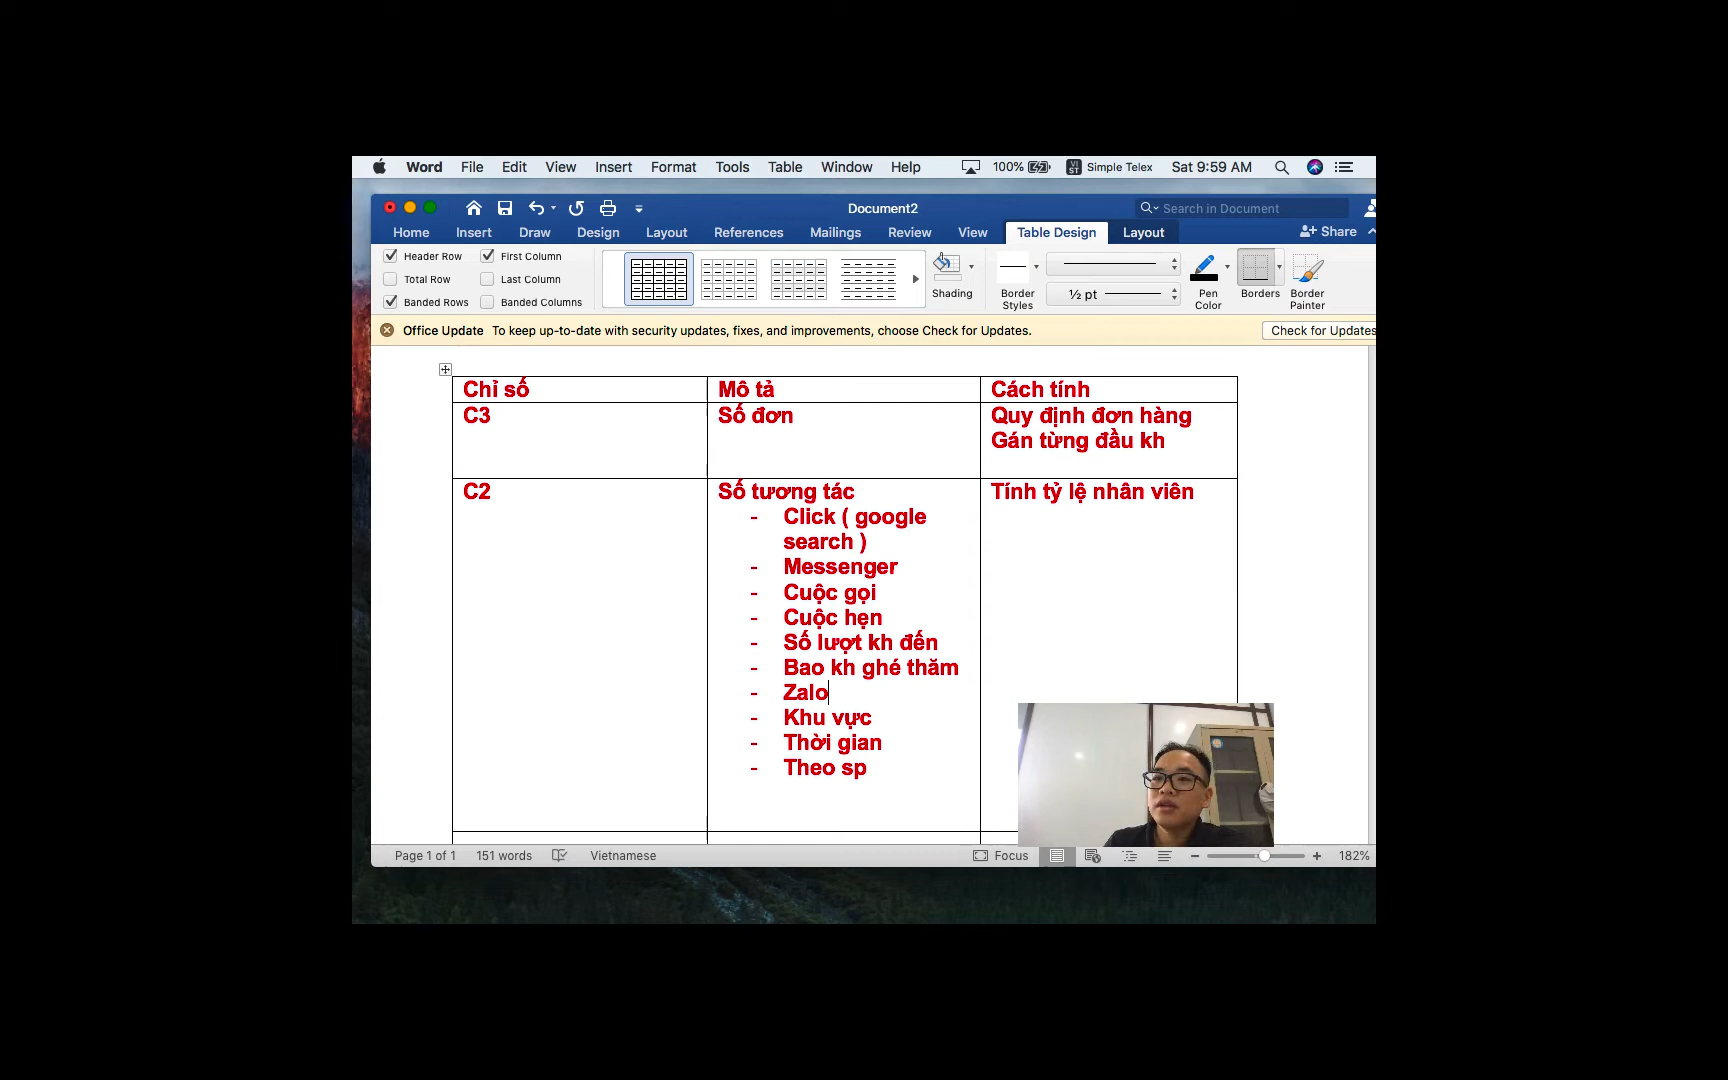 Word File Edit View Insert Format Tools Table Window Help 100% VI ST Simple Telex Sat 9:59 AM
Document2 Search in Document
Home Insert Draw Design Layout References Mailings Review View Table Design Layout Share
Header Row First Column
Total Row Last Column
Banded Rows Banded Columns
Shading
Border Styles
½ pt
Pen Color
Borders
Border Painter
Office Update To keep up-to-date with security updates, fixes, and improvements, choose Check for Updates. Check for Updates
Chỉ số Mô tả Cách tính
C3 Số đơn Quy định đơn hàng
Gán từng đầu kh
C2 Số tương tác Tính tỷ lệ nhân viên
- Click ( google
search )
- Messenger
- Cuộc gọi
- Cuộc hẹn
- Số lượt kh đến
- Bao kh ghé thăm
- Zalo
- Khu vực
- Thời gian
- Theo sp
Page 1 of 1 151 words Vietnamese Focus 182%